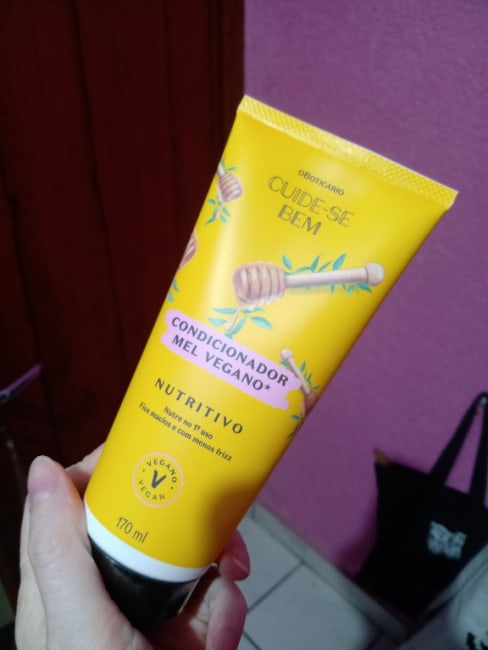 oBOTICÁRIO
CUIDE-SE
BEM
CONDICIONADOR
MEL VEGANO*
NUTRITIVO
Nutre no 1º uso
Fios macios e com menos frizz
VEGANO
V
VEGAN
170 ml